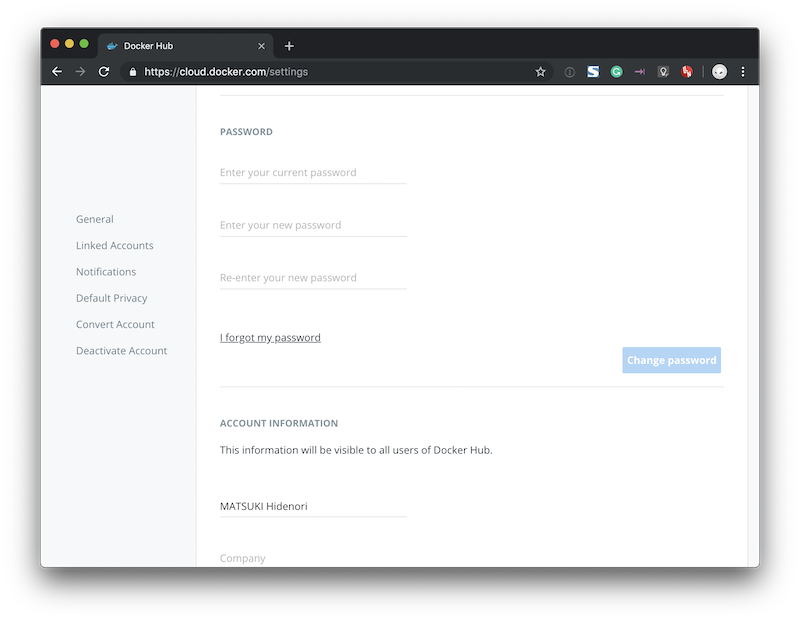 Docker Hub
https://cloud.docker.com/settings
General
Linked Accounts
Notifications
Default Privacy
Convert Account
Deactivate Account
PASSWORD
Enter your current password
Enter your new password
Re-enter your new password
I forgot my password
Change password
ACCOUNT INFORMATION
This information will be visible to all users of Docker Hub.
MATSUKI Hidenori
Company